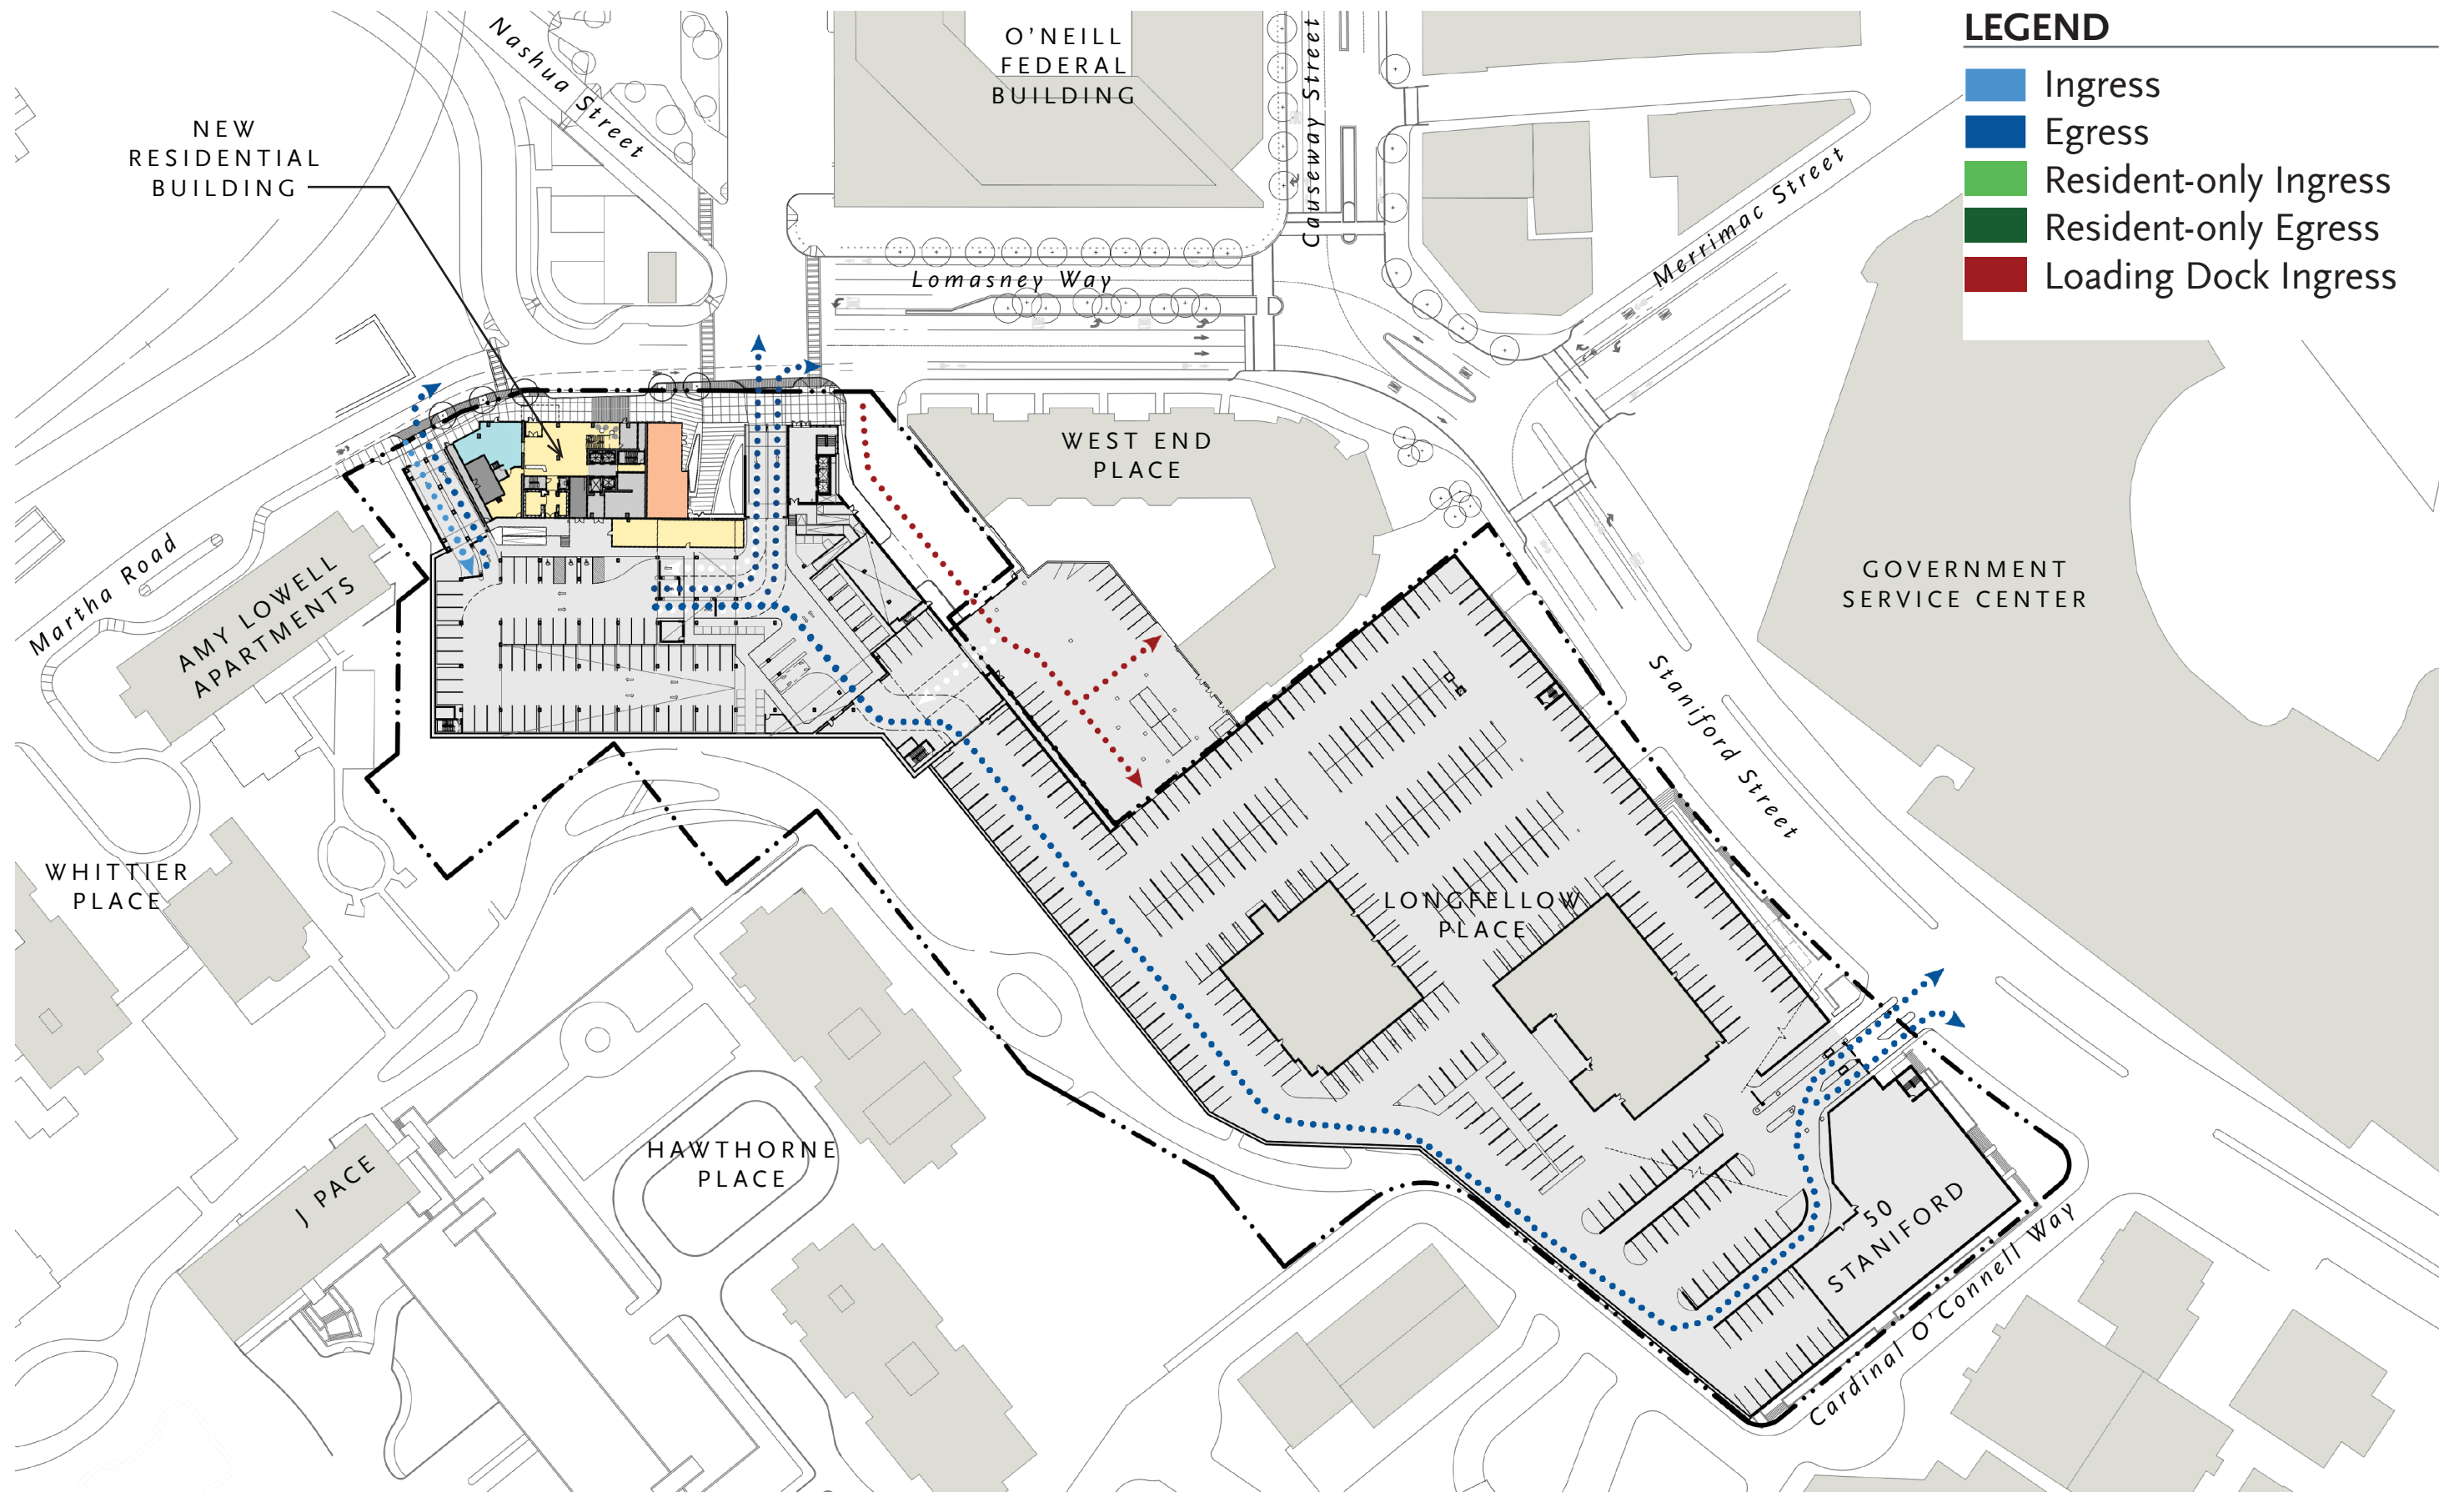 LEGEND
Ingress
Egress
Resident-only Ingress
Resident-only Egress
Loading Dock Ingress
Nashua Street
O'NEILL
FEDERAL
BUILDING
Causeway Street
NEW
RESIDENTIAL
BUILDING
Merrimac Street
Lomasney Way
WEST END
PLACE
GOVERNMENT
SERVICE CENTER
Martha Road
AMY LOWELL
APARTMENTS
Staniford Street
WHITTIER
PLACE
LONGFELLOW
PLACE
HAWTHORNE
PLACE
J PACE
50
STANIFORD
Cardinal O'Connell Way